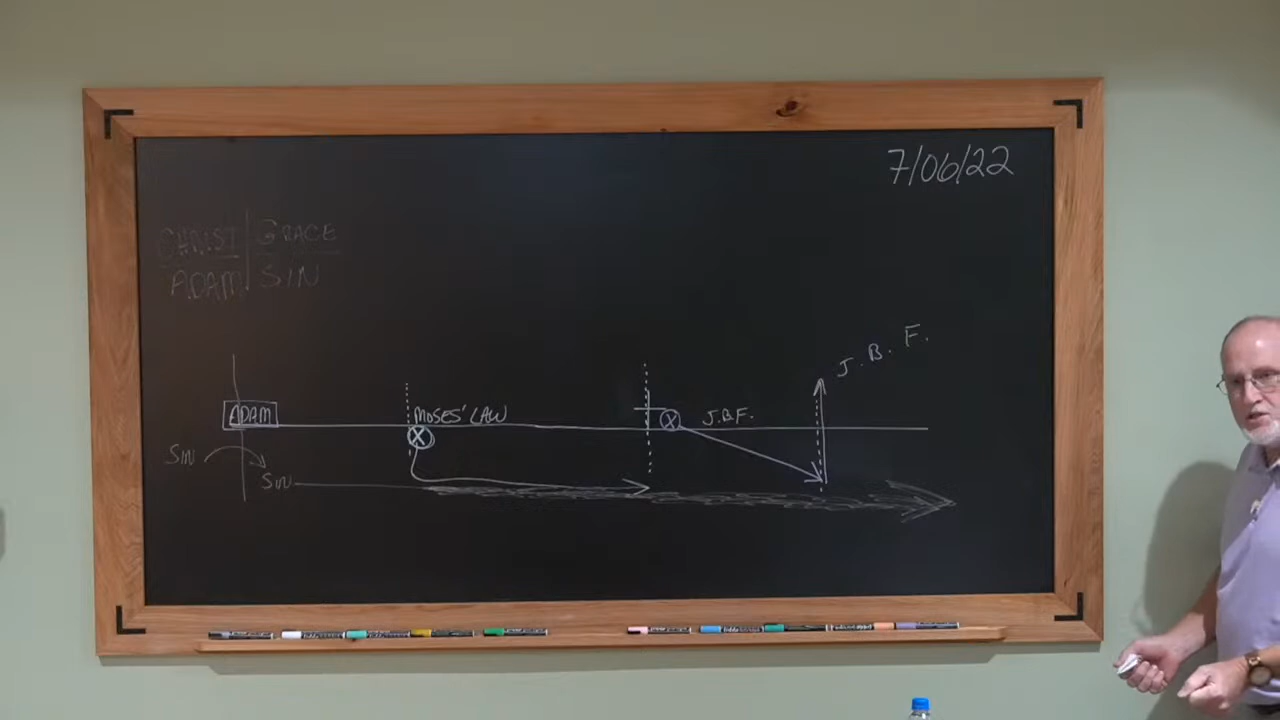 7/06/22
CHRIST | GRACE
ADAM | SIN
J. B. F.
ADAM
MOSES' LAW
J.B.F.
X
X
SIN
SIN